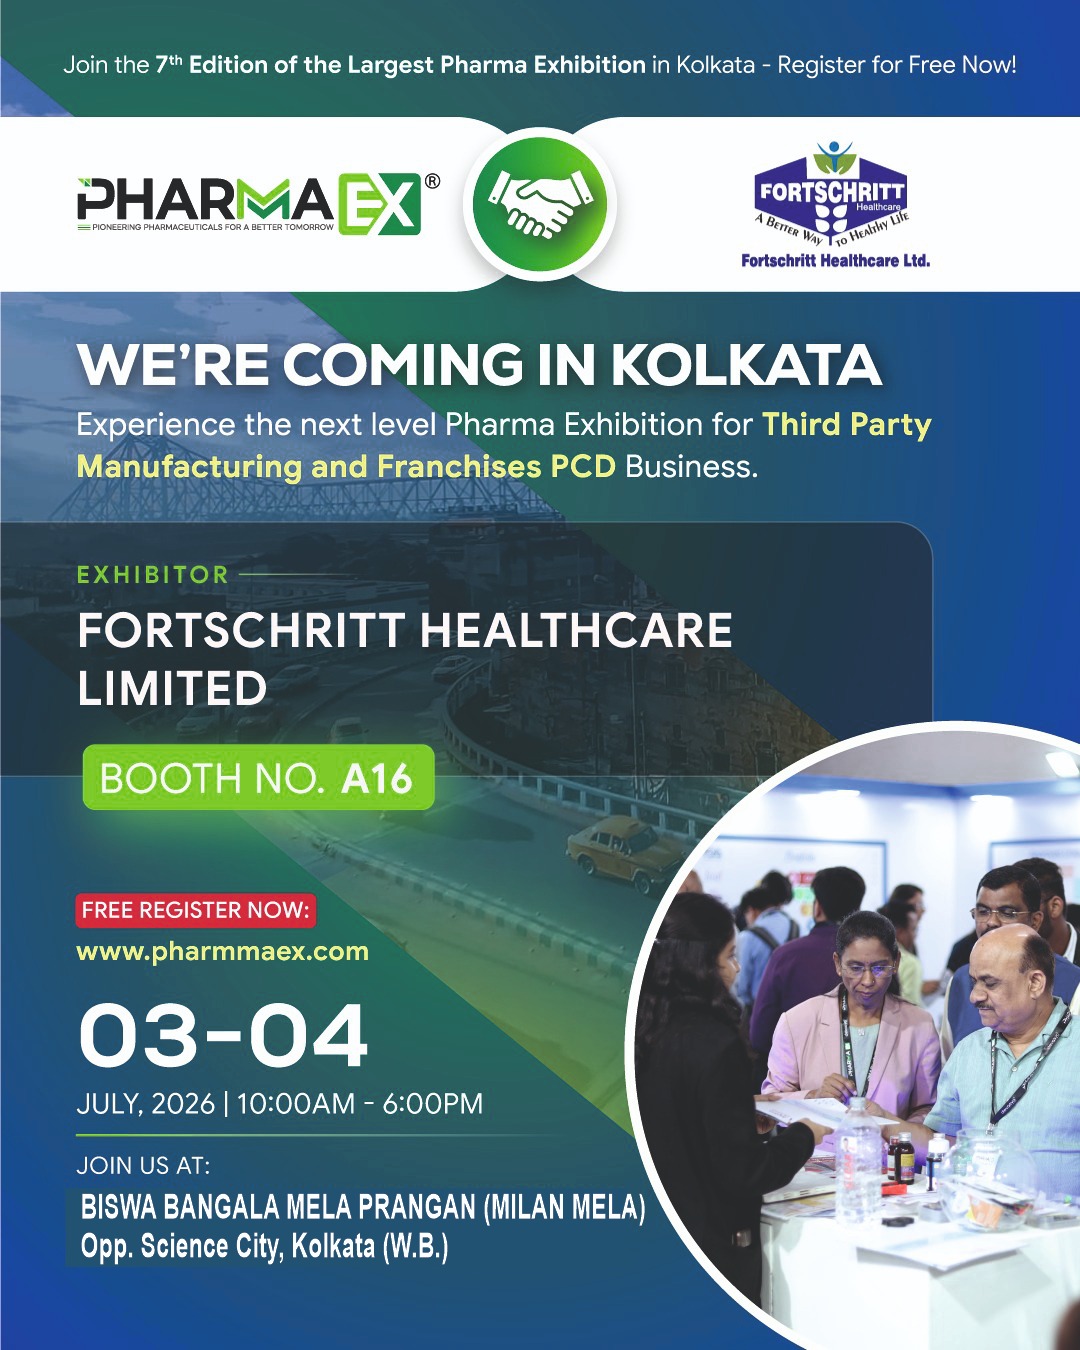 Join the 7th Edition of the Largest Pharma Exhibition in Kolkata - Register for Free Now!
PHARMA EX®
PIONEERING PHARMACEUTICALS FOR A BETTER TOMORROW
FORTSCHRITT
Healthcare
A Better Way to Healthy Life
Fortschritt Healthcare Ltd.
WE'RE COMING IN KOLKATA
Experience the next level Pharma Exhibition for Third Party
Manufacturing and Franchises PCD Business.
EXHIBITOR
FORTSCHRITT HEALTHCARE
LIMITED
BOOTH NO. A16
FREE REGISTER NOW:
www.pharmmaex.com
03-04
JULY, 2026 | 10:00AM - 6:00PM
JOIN US AT:
BISWA BANGALA MELA PRANGAN (MILAN MELA)
Opp. Science City, Kolkata (W.B.)